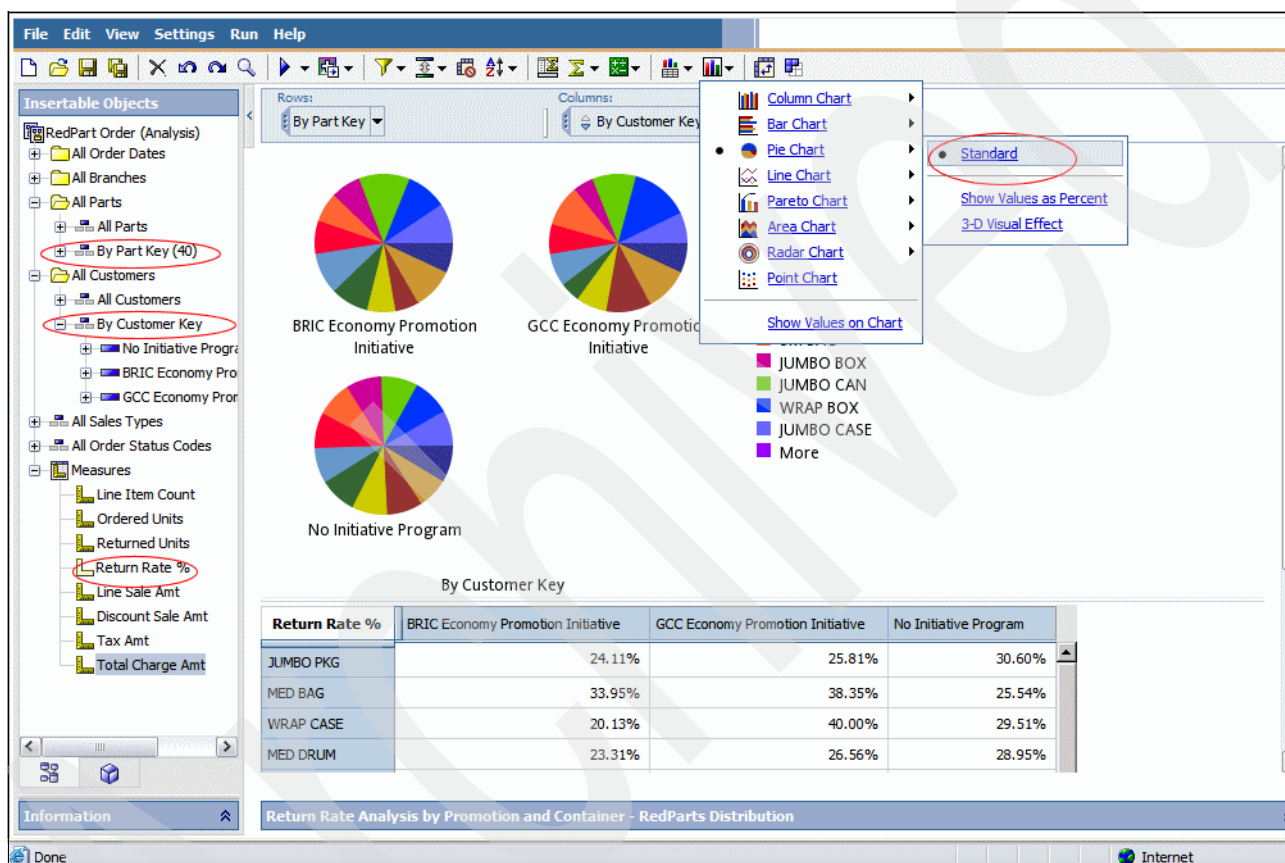 File Edit View Settings Run Help
Insertable Objects
RedPart Order (Analysis)
All Order Dates
All Branches
All Parts
All Parts
By Part Key (40)
All Customers
All Customers
By Customer Key
No Initiative Progra
BRIC Economy Pro
GCC Economy Pron
All Sales Types
All Order Status Codes
Measures
Line Item Count
Ordered Units
Returned Units
Return Rate %
Line Sale Amt
Discount Sale Amt
Tax Amt
Total Charge Amt
Information
Rows:
By Part Key
Columns:
By Customer Key
Column Chart
Bar Chart
Pie Chart
Line Chart
Pareto Chart
Area Chart
Radar Chart
Point Chart
Show Values on Chart
Standard
Show Values as Percent
3-D Visual Effect
BRIC Economy Promotion
Initiative
GCC Economy Promotio
Initiative
No Initiative Program
JUMBO BOX
JUMBO CAN
WRAP BOX
JUMBO CASE
More
By Customer Key
Return Rate % BRIC Economy Promotion Initiative GCC Economy Promotion Initiative No Initiative Program
JUMBO PKG 24.11% 25.81% 30.60%
MED BAG 33.95% 38.35% 25.54%
WRAP CASE 20.13% 40.00% 29.51%
MED DRUM 23.31% 26.56% 28.95%
Return Rate Analysis by Promotion and Container - RedParts Distribution
Done
Internet